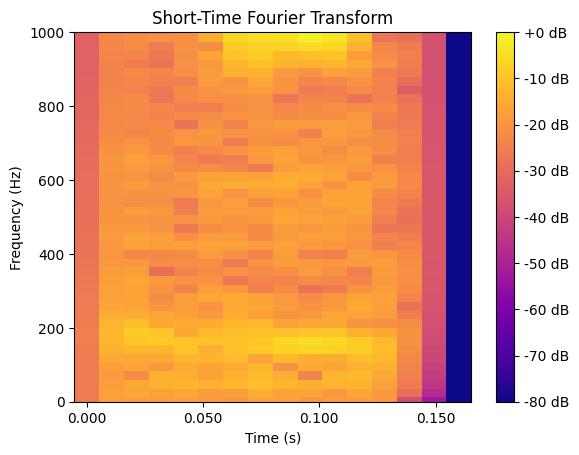 Short-Time Fourier Transform
1000
800
600
400
200
0
Frequency (Hz)
0.000
0.050
0.100
0.150
Time (s)
+0 dB
-10 dB
-20 dB
-30 dB
-40 dB
-50 dB
-60 dB
-70 dB
-80 dB